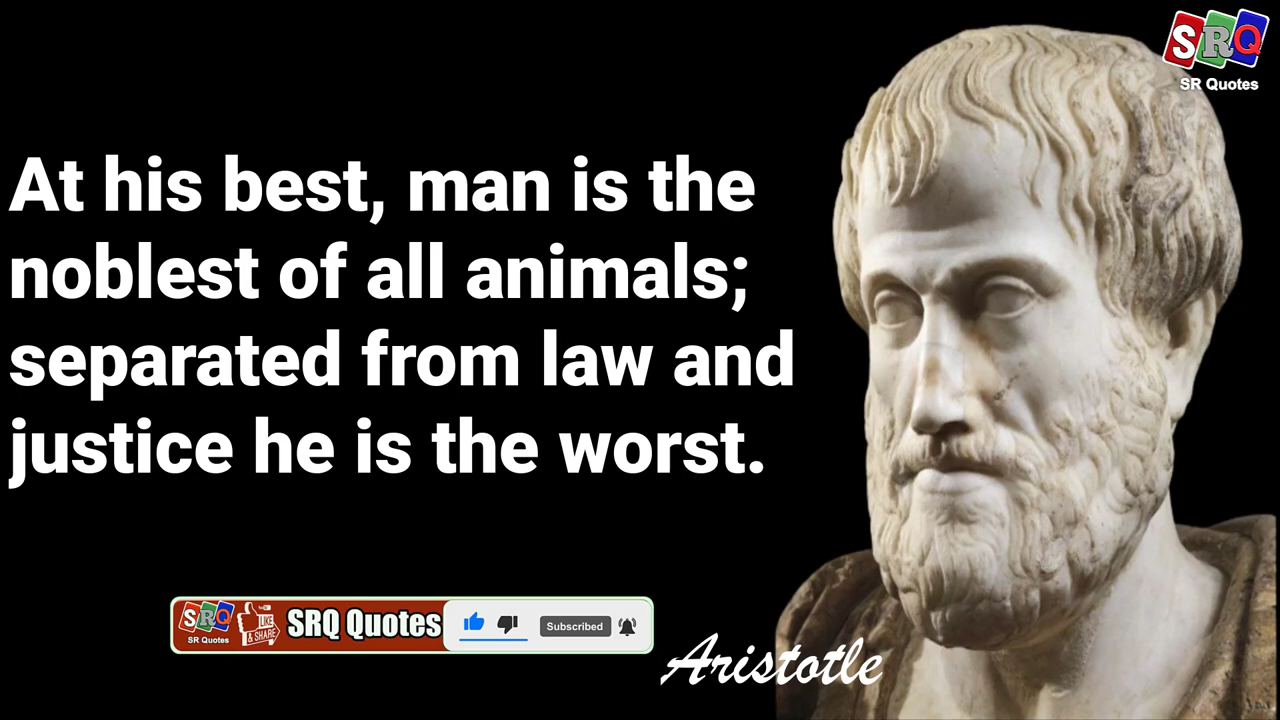 SRQ
SR Quotes
At his best, man is the
noblest of all animals;
separated from law and
justice he is the worst.
SRQ
SR Quotes
LIKE
& SHARE
SRQ Quotes
Subscribed
Aristotle